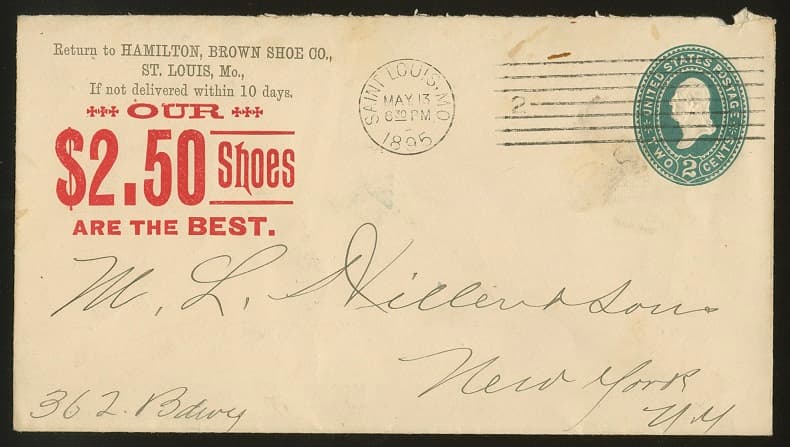 Return to HAMILTON, BROWN SHOE CO.,
ST. LOUIS, Mo.,
If not delivered within 10 days.
OUR
$2.50 Shoes
ARE THE BEST.
SAINT LOUIS, MO.
MAY 13
6 30 PM
1895
2
UNITED STATES POSTAGE
TWO 2 CENTS
M. L.
New York
N.Y.
362 Bdwy